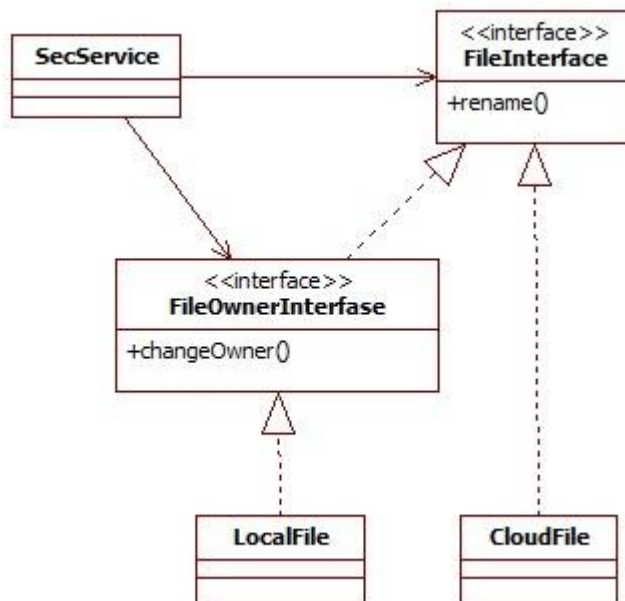 SecService
<<interface>>
FileInterface
+rename()
<<interface>>
FileOwnerInterfase
+changeOwner()
LocalFile
CloudFile